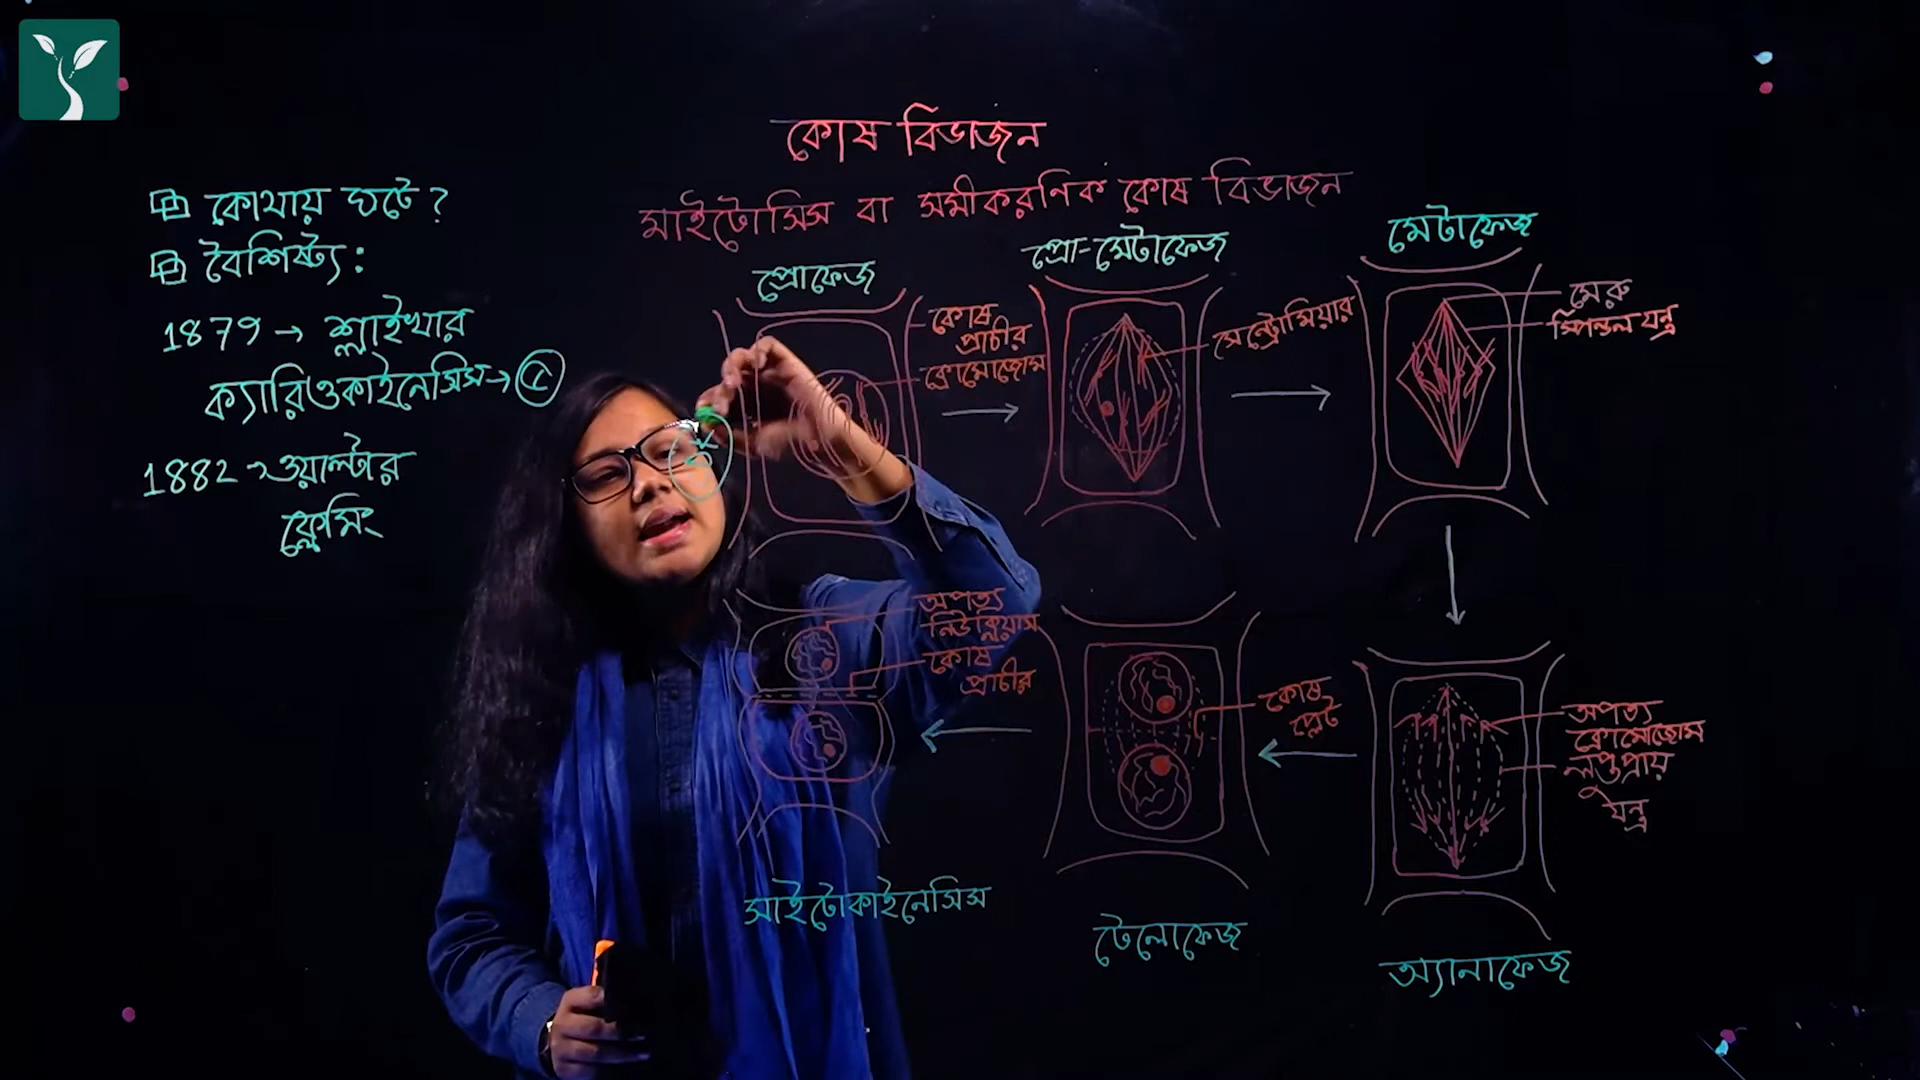 কোষ বিভাজন
মাইটোসিস বা সমীকরণিক কোষ বিভাজন
কোথায় ঘটে?
বৈশিষ্ট্য:
1879 → শ্লাইখার
ক্যারিওকাইনেসিস →
1882 → ওয়াল্টার
ফ্লেমিং
প্রোফেজ
কোষ
প্রাচীর
ক্রোমোজোম
প্রো-মেটাফেজ
সেন্ট্রোমিয়ার
মেটাফেজ
মেরু
স্পিন্ডল যন্ত্র
অপত্য
নিউক্লিয়াস
কোষ
প্রাচীর
সাইটোকাইনেসিস
কোষ
প্লেট
টেলোফেজ
অপত্য
ক্রোমোজোম
লুপ্তপ্রায়
যন্ত্র
অ্যানাফেজ